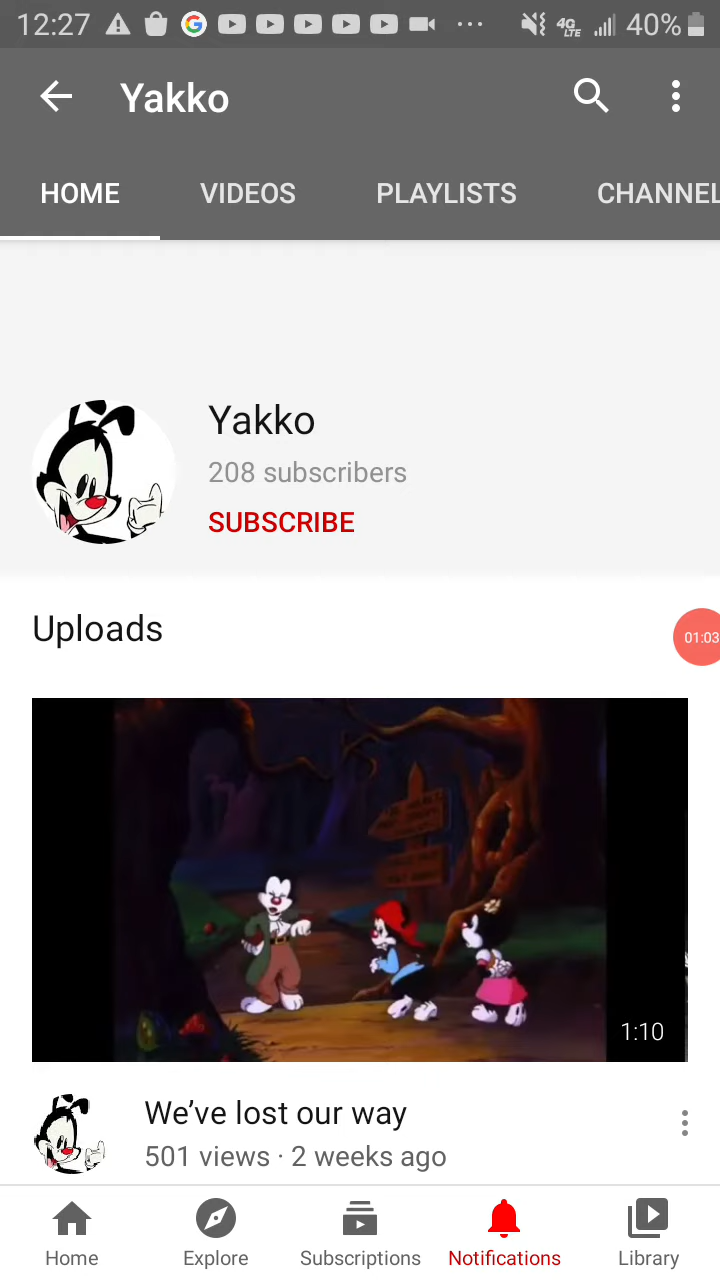 12:27 4G LTE 40%
Yakko
HOME VIDEOS PLAYLISTS CHANNEL
Yakko
208 subscribers
SUBSCRIBE
Uploads
01:03
1:10
We’ve lost our way
501 views · 2 weeks ago
Home Explore Subscriptions Notifications Library